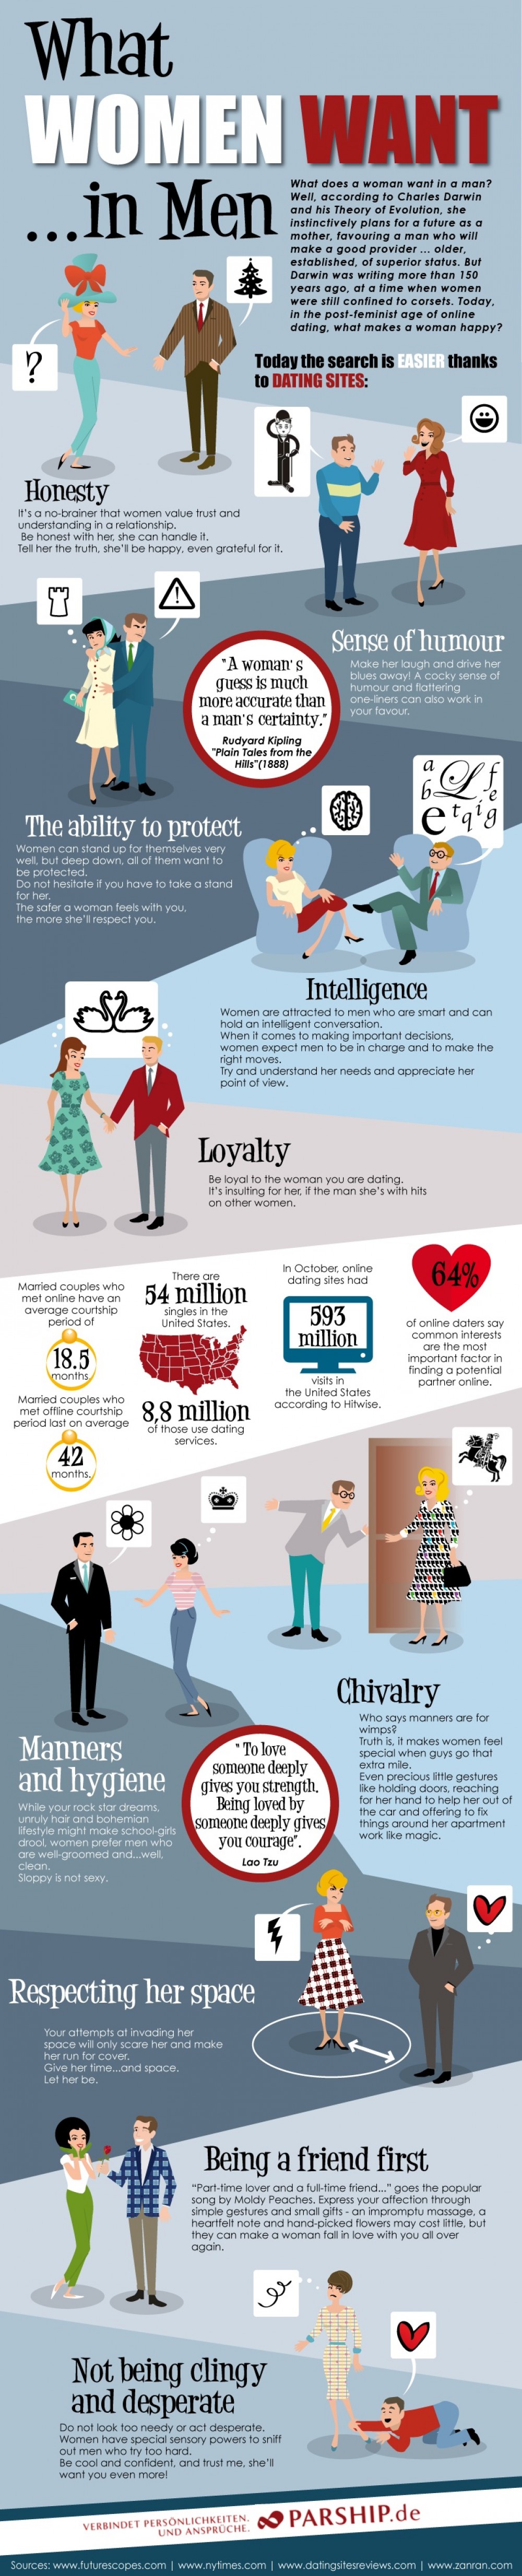 What
WOMEN WANT
...in Men
What does a woman want in a man?
Well, according to Charles Darwin
and his Theory of Evolution, she
instinctively plans for a future as a
mother, favouring a man who will
make a good provider ... older,
established, of superior status. But
Darwin was writing more than 150
years ago, at a time when women
were still confined to corsets. Today,
in the post-feminist age of online
dating, what makes a woman happy?
?
Today the search is EASIER thanks
to DATING SITES:
Honesty
It's a no-brainer that women value trust and
understanding in a relationship.
Be honest with her, she can handle it.
Tell her the truth, she'll be happy, even grateful for it.
!
Sense of humour
Make her laugh and drive her
blues away! A cocky sense of
humour and flattering
one-liners can also work in
your favour.
"A woman's
guess is much
more accurate than
a man's certainty."
Rudyard Kipling
"Plain Tales from the
Hills"(1888)
The ability to protect
Women can stand up for themselves very
well, but deep down, all of them want to
be protected.
Do not hesitate if you have to take a stand
for her.
The safer a woman feels with you,
the more she'll respect you.
a L f
b e
e t q i g
Intelligence
Women are attracted to men who are smart and can
hold an intelligent conversation.
When it comes to making important decisions,
women expect men to be in charge and to make the
right moves.
Try and understand her needs and appreciate her
point of view.
Loyalty
Be loyal to the woman you are dating.
It's insulting for her, if the man she's with hits
on other women.
Married couples who
met online have an
average courtship
period of
18.5
months
Married couples who
met offline courtship
period last on average
42
months.
There are
54 million
singles in the
United States.
8,8 million
of those use dating
services.
In October, online
dating sites had
593
million
visits in
the United States
according to Hitwise.
64%
of online daters say
common interests
are the most
important factor in
finding a potential
partner online.
Chivalry
Who says manners are for
wimps?
Truth is, it makes women feel
special when guys go that
extra mile.
Even precious little gestures
like holding doors, reaching
for her hand to help her out of
the car and offering to fix
things around her apartment
work like magic.
Manners
and hygiene
While your rock star dreams,
unruly hair and bohemian
lifestyle might make school-girls
drool, women prefer men who
are well-groomed and...well,
clean.
Sloppy is not sexy.
"To love
someone deeply
gives you strength.
Being loved by
someone deeply gives
you courage".
Lao Tzu
Respecting her space
Your attempts at invading her
space will only scare her and make
her run for cover.
Give her time...and space.
Let her be.
Being a friend first
"Part-time lover and a full-time friend..." goes the popular
song by Moldy Peaches. Express your affection through
simple gestures and small gifts - an impromptu massage, a
heartfelt note and hand-picked flowers may cost little, but
they can make a woman fall in love with you all over
again.
Not being clingy
and desperate
Do not look too needy or act desperate.
Women have special sensory powers to sniff
out men who try too hard.
Be cool and confident, and trust me, she'll
want you even more!
VERBINDET PERSÖNLICHKEITEN.
UND ANSPRÜCHE.
PARSHIP.de
Sources: www.futurescopes.com | www.nytimes.com | www.datingsitesreviews.com | www.zanran.com